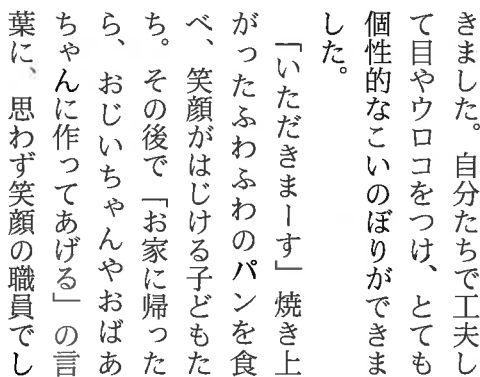 きました。自分たちで工夫し
て目やウロコをつけ、とても
個性的なこいのぼりができま
した。
「いただきまーす」焼き上
がったふわふわのパンを食
べ、笑顔がはじける子どもた
ち。その後で「お家に帰った
ら、おじいちゃんやおばあ
ちゃんに作ってあげる」の言
葉に、思わず笑顔の職員でし